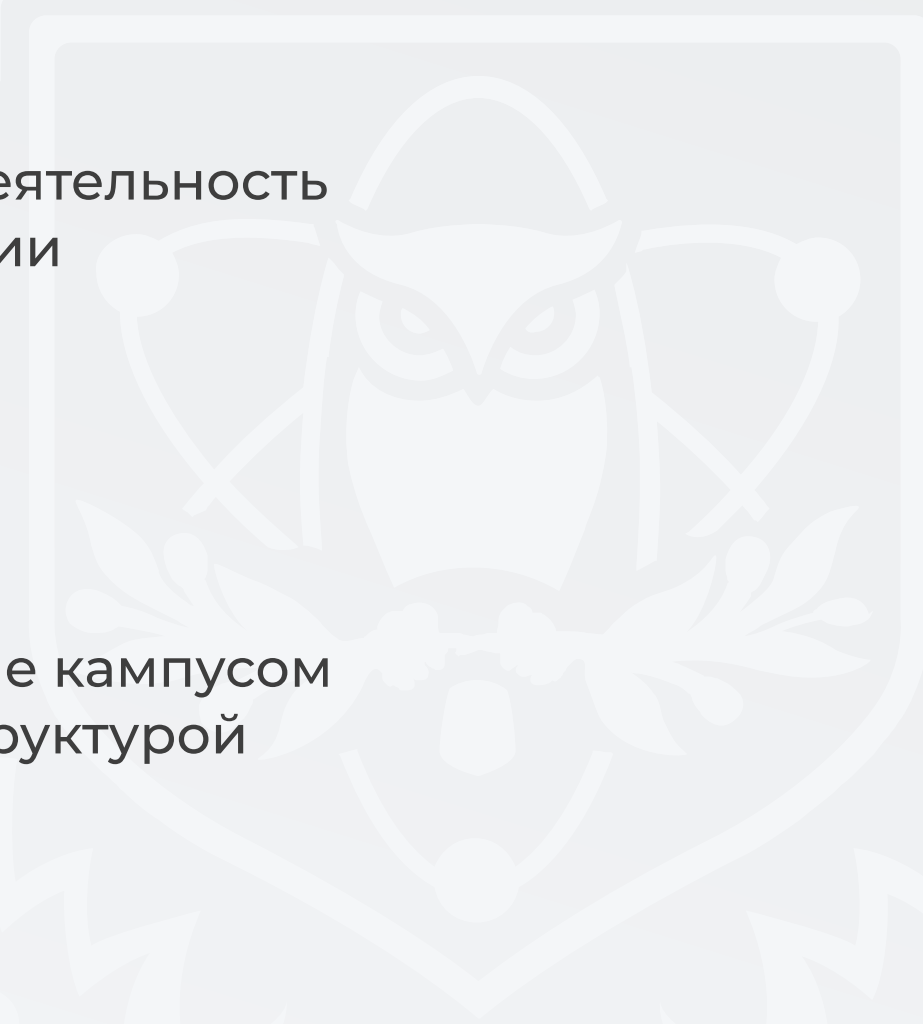 еятельность
ии
е кампусом
руктурой